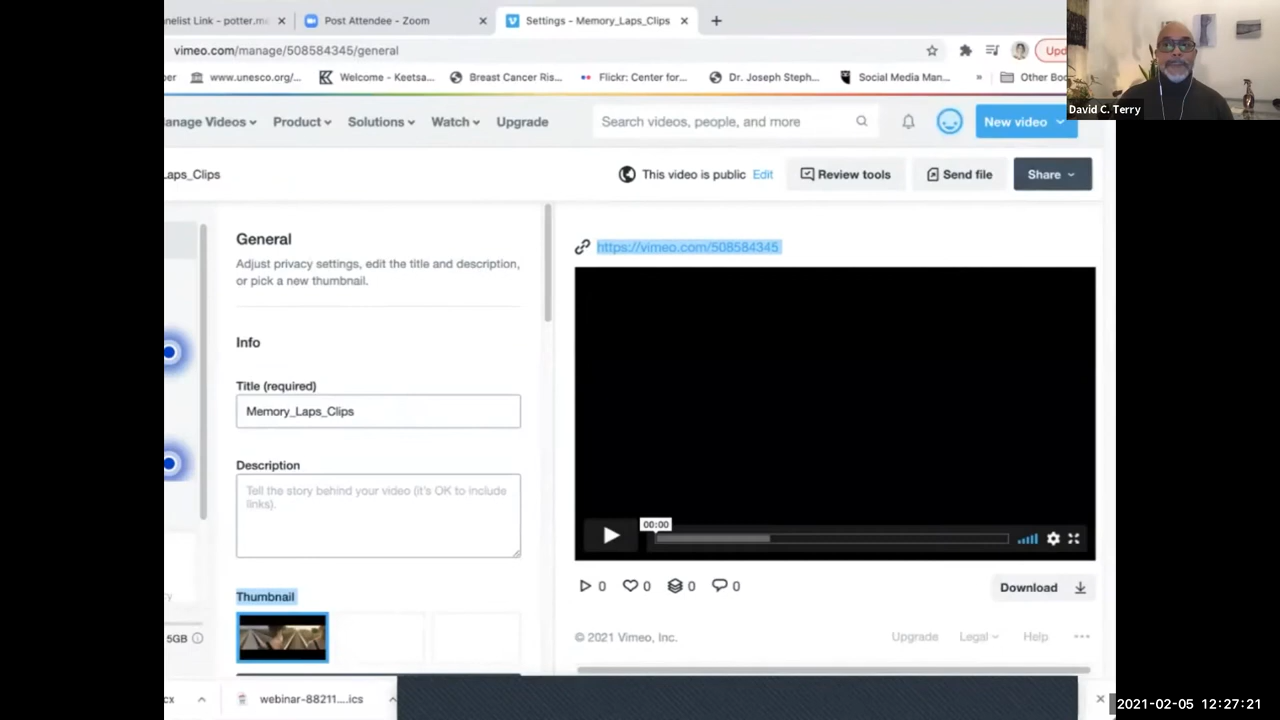 nelist Link - potter.me
Post Attendee - Zoom
Settings - Memory_Laps_Clips
vimeo.com/manage/508584345/general
Upd
per
www.unesco.org/...
Welcome - Keetsa...
Breast Cancer Ris...
Flickr: Center for...
Dr. Joseph Steph...
Social Media Man...
»
Other Boo
David C. Terry
anage Videos
Product
Solutions
Watch
Upgrade
Search videos, people, and more
New video
Laps_Clips
This video is public Edit
Review tools
Send file
Share
General
Adjust privacy settings, edit the title and description,
or pick a new thumbnail.
Info
Title (required)
Memory_Laps_Clips
Description
Tell the story behind your video (it's OK to include
links).
Thumbnail
https://vimeo.com/508584345
00:00
0 0 0 0
Download
ry
5GB
© 2021 Vimeo, Inc.
Upgrade
Legal
Help
cx
webinar-88211....ics
2021-02-05 12:27:21